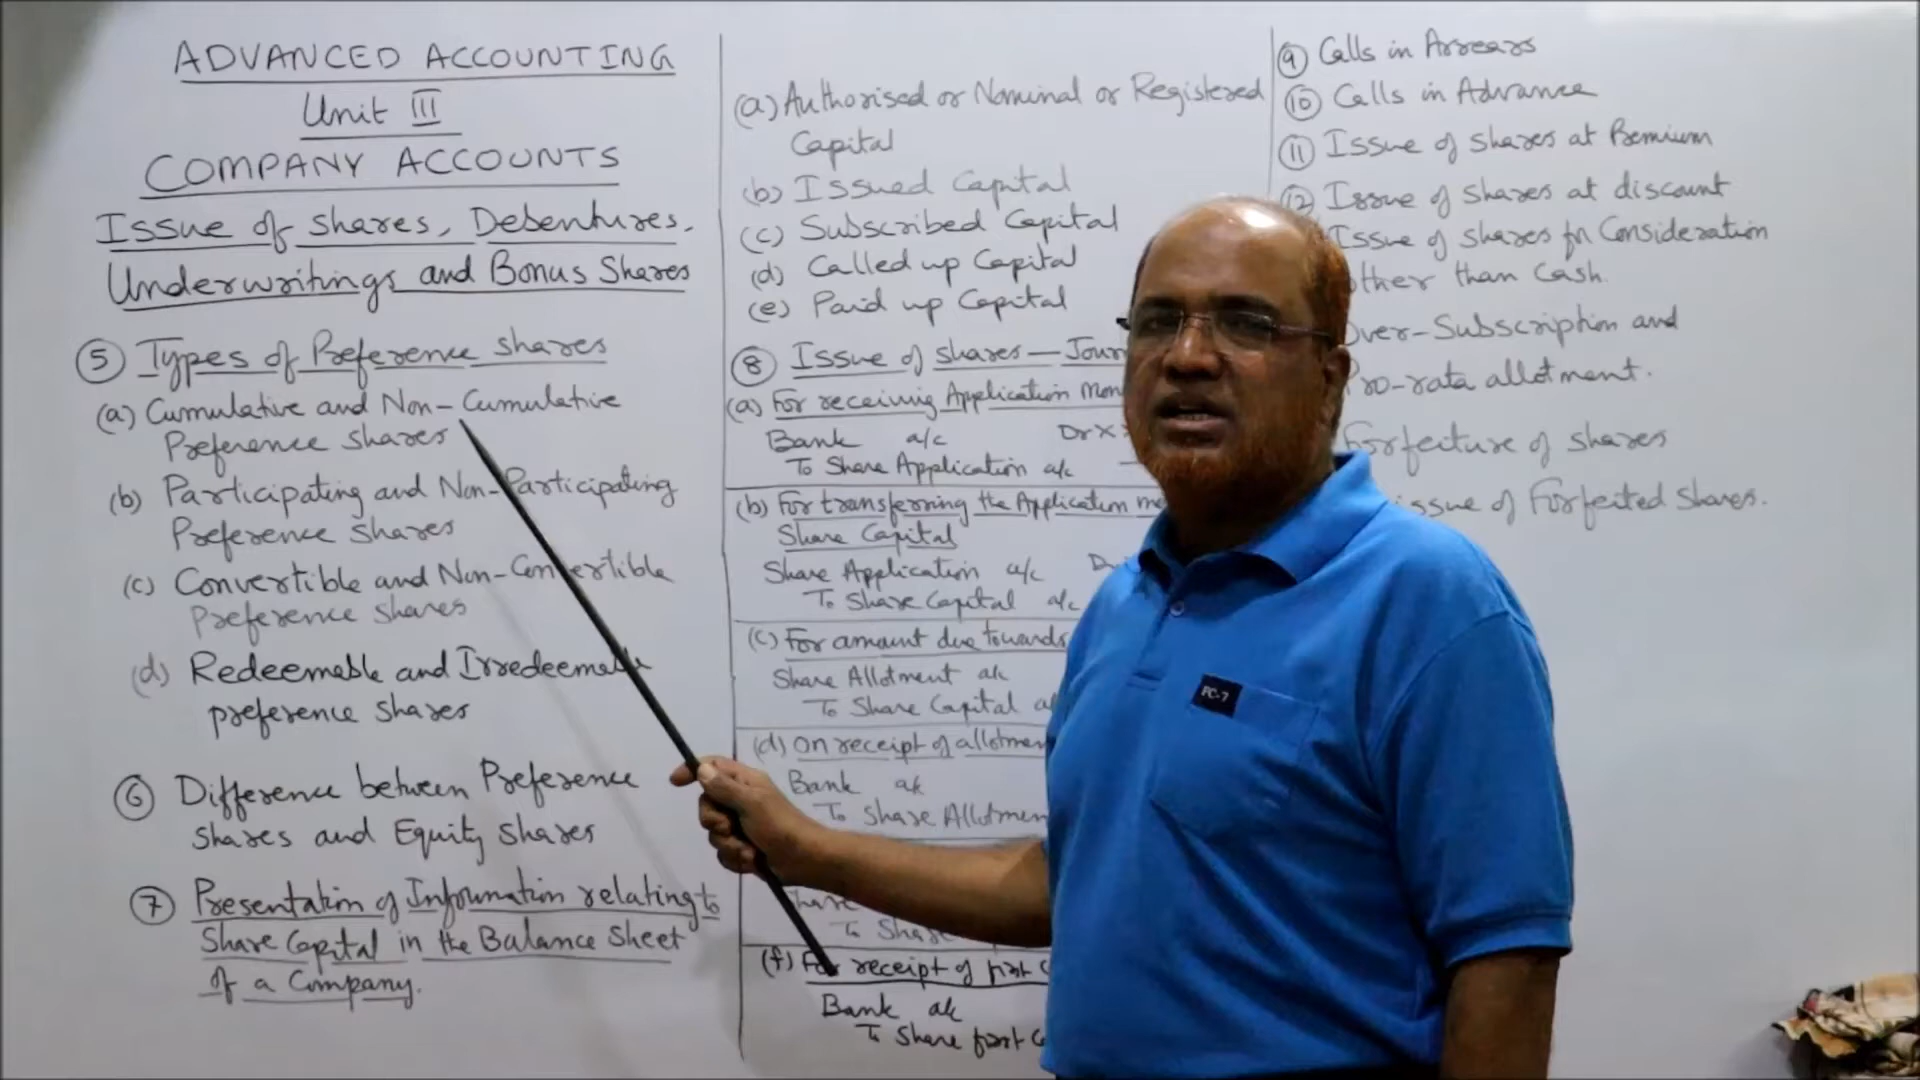 ADVANCED ACCOUNTING
Unit III
COMPANY ACCOUNTS
Issue of shares, Debentures,
Underwritings and Bonus Shares
⑤ Types of Preference shares
(a) Cumulative and Non-Cumulative
Preference shares
(b) Participating and Non-Participating
Preference shares
(c) Convertible and Non-Convertible
Preference shares
(d) Redeemable and Irredeemable
preference shares
⑥ Difference between Preference
shares and Equity shares
⑦ Presentation of Information relating to
Share Capital in the Balance Sheet
of a Company.
(a) Authorised or Nominal or Registered
Capital
(b) Issued Capital
(c) Subscribed Capital
(d) Called up Capital
(e) Paid up Capital
⑧ Issue of shares — Jour
(a) For receiving Application Mon
Bank a/c Dr X
To Share Application a/c
(b) For transferring the Application mo
Share Capital
Share Application a/c D
To Share Capital a/c
(c) For amount due towards
Share Allotment a/c
To Share Capital a/
(d) On receipt of allotmen
Bank a/c
To Share Allotmen
hare
To Share
(f) For receipt of first C
Bank a/c
To Share first C
⑨ Calls in Arrears
⑩ Calls in Advance
⑪ Issue of shares at Premium
⑫ Issue of shares at discount
Issue of shares for Consideration
other than Cash.
Over-Subscription and
Pro-rata allotment.
Forfeiture of shares
issue of Forfeited Shares.
FC-7